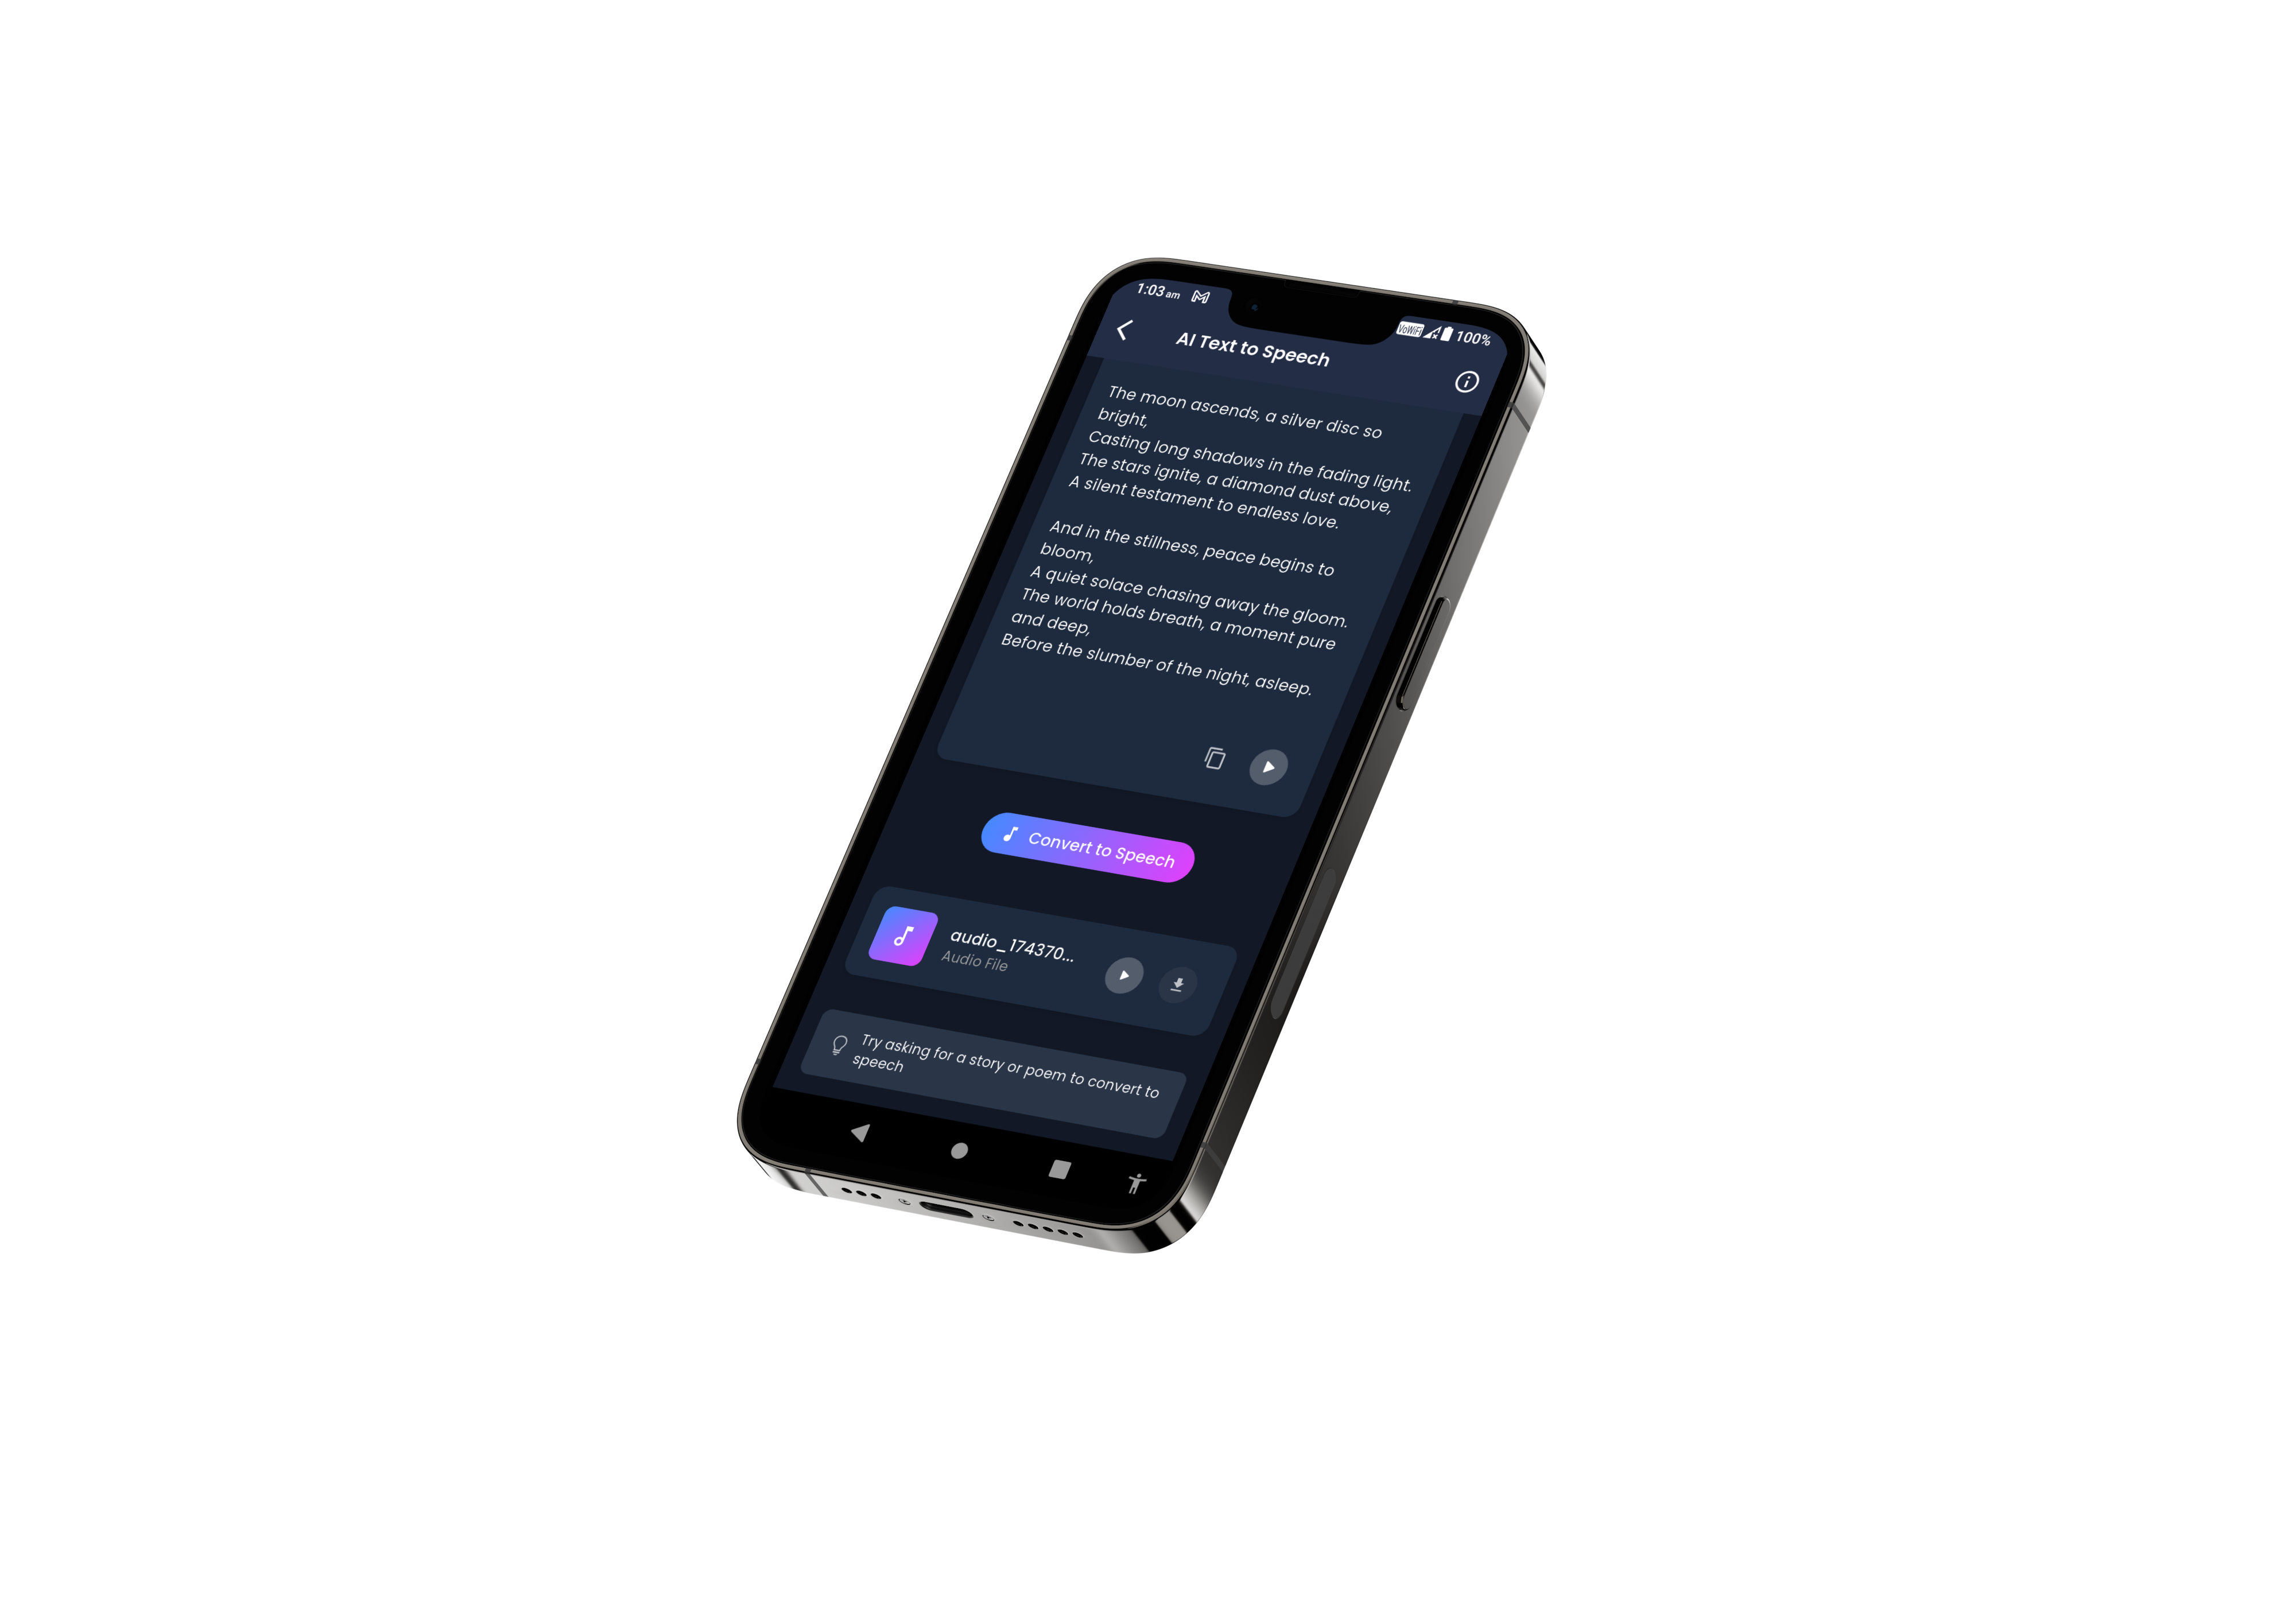 1:03 am
VoWiFi 100%
AI Text to Speech
The moon ascends, a silver disc so
bright,
Casting long shadows in the fading light.
The stars ignite, a diamond dust above,
A silent testament to endless love.
And in the stillness, peace begins to
bloom,
A quiet solace chasing away the gloom.
The world holds breath, a moment pure
and deep,
Before the slumber of the night, asleep.
Convert to Speech
audio_174370...
Audio File
Try asking for a story or poem to convert to
speech